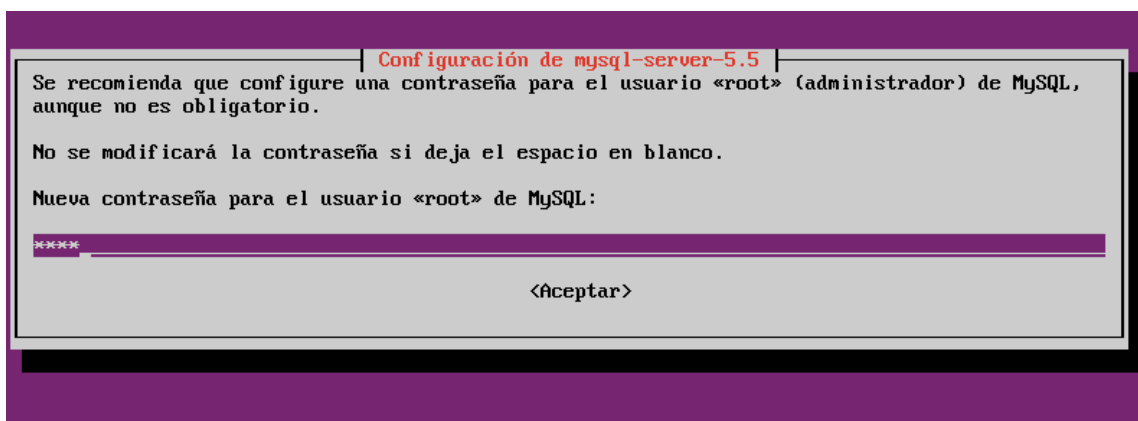 Configuración de mysql-server-5.5
Se recomienda que configure una contraseña para el usuario «root» (administrador) de MySQL,
aunque no es obligatorio.
No se modificará la contraseña si deja el espacio en blanco.
Nueva contraseña para el usuario «root» de MySQL:
****
<Aceptar>